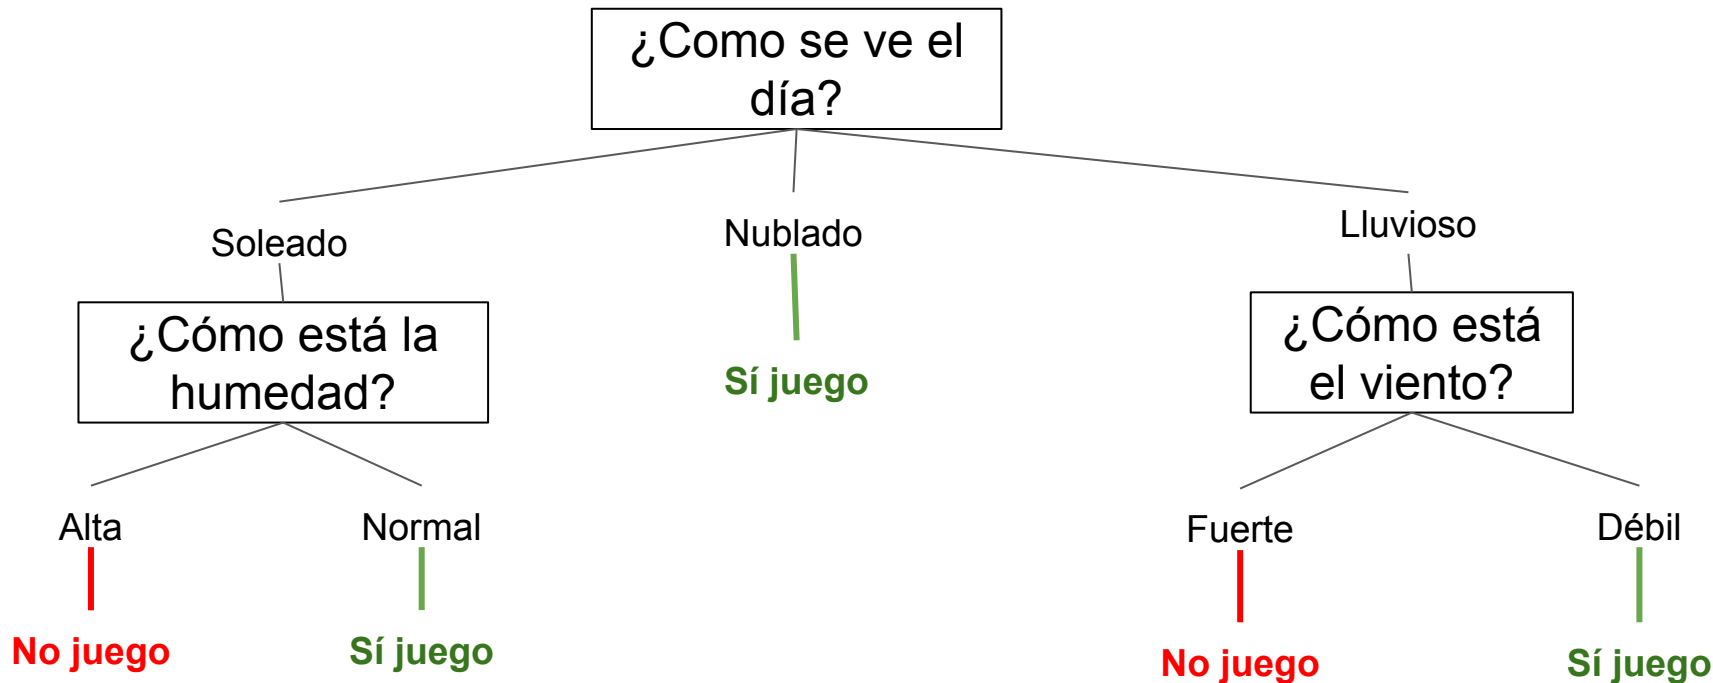 ¿Como se ve el
día?
Soleado
Nublado
Lluvioso
¿Cómo está la
humedad?
Sí juego
¿Cómo está
el viento?
Alta
Normal
Fuerte
Débil
No juego
Sí juego
No juego
Sí juego